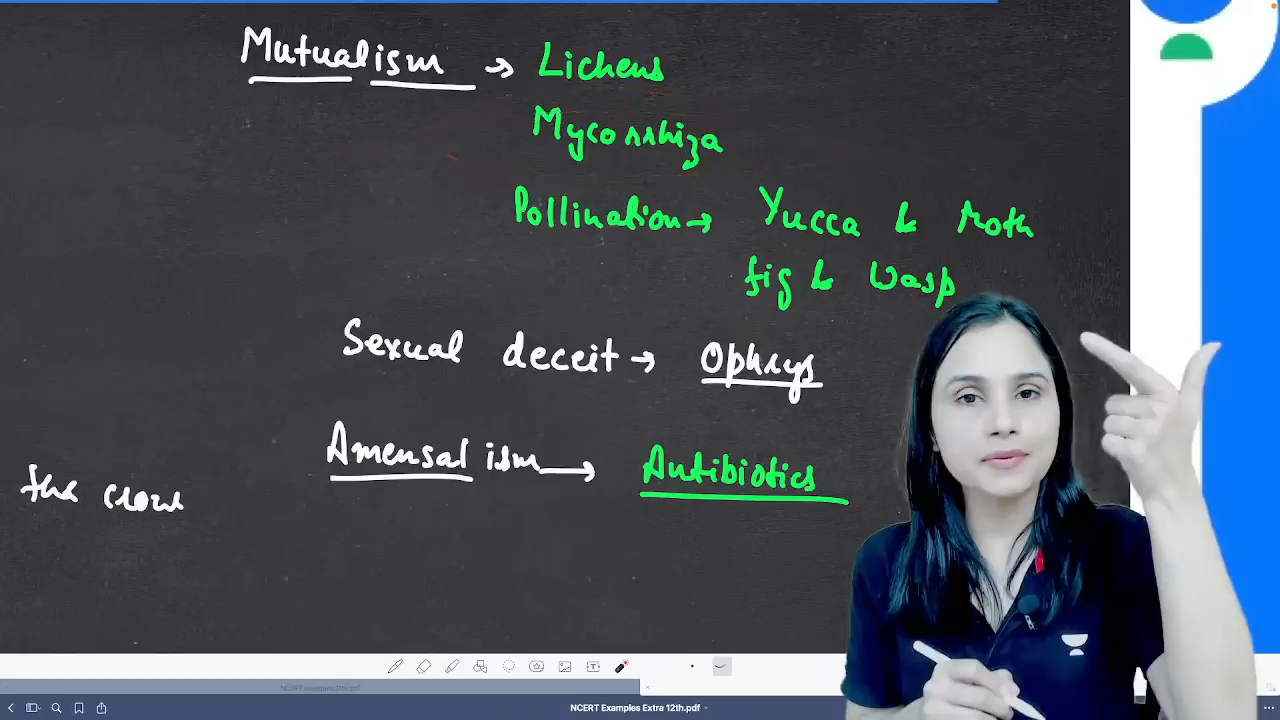 Mutualism → Lichens
Mycorrhiza
Pollination → Yucca & Moth
fig & Wasp
Sexual deceit → Ophrys
Amensalism → Antibiotics
the crow
NCERT Examples Extra 12th.pdf